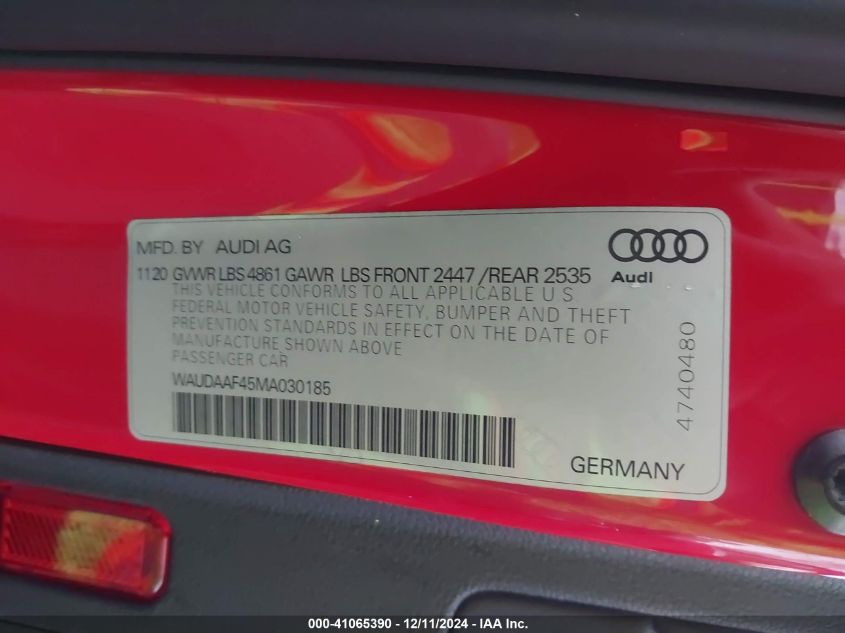 MFD. BY AUDI AG
1120 GVWR LBS 4861 GAWR LBS FRONT 2447 /REAR 2535
Audi
THIS VEHICLE CONFORMS TO ALL APPLICABLE U S
FEDERAL MOTOR VEHICLE SAFETY, BUMPER AND THEFT
PREVENTION STANDARDS IN EFFECT ON THE DATE OF
MANUFACTURE SHOWN ABOVE
PASSENGER CAR
WAUDAAF45MA030185
4740480
GERMANY
000-41065390 - 12/11/2024 - IAA Inc.